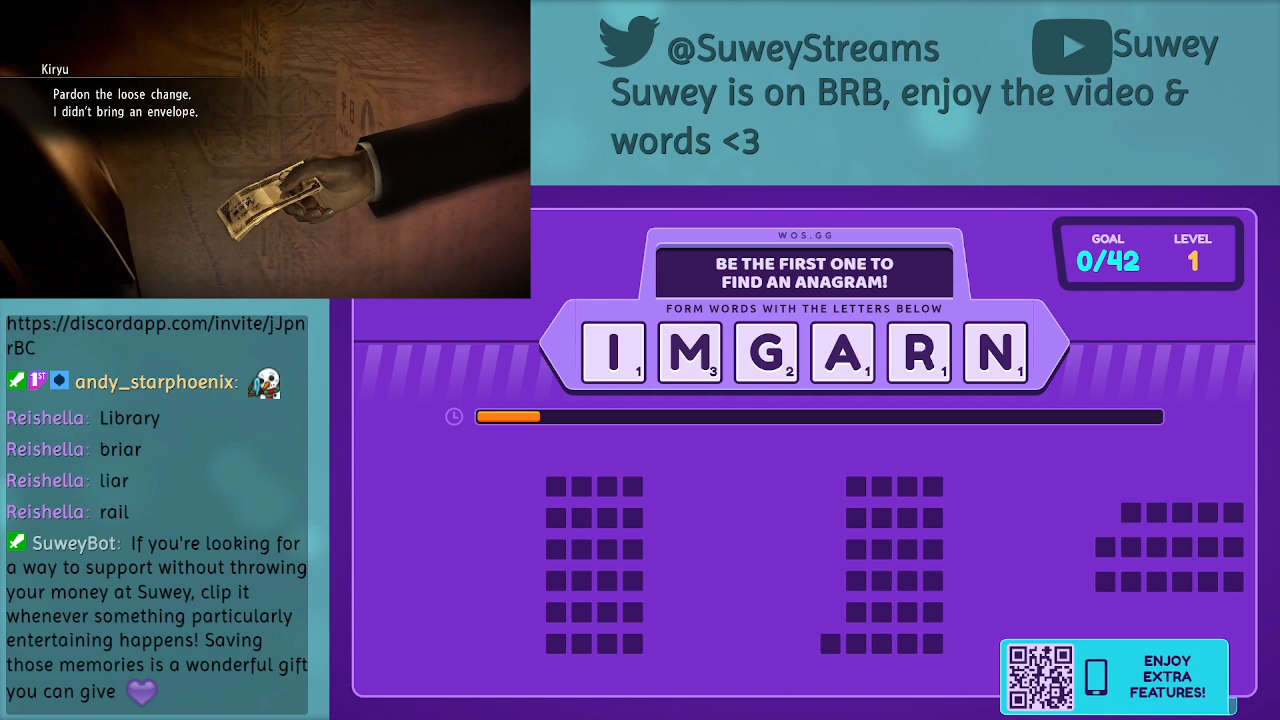 Kiryu
Pardon the loose change.
I didn't bring an envelope.
@SuweyStreams
Suwey
Suwey is on BRB, enjoy the video &
words <3
WOS.GG
BE THE FIRST ONE TO
FIND AN ANAGRAM!
GOAL
0/42
LEVEL
1
FORM WORDS WITH THE LETTERS BELOW
I 1 M 3 G 2 A 1 R 1 N 1
https://discordapp.com/invite/jJpn
rBC
1ST andy_starphoenix:
Reishella: Library
Reishella: briar
Reishella: liar
Reishella: rail
SuweyBot: If you're looking for
a way to support without throwing
your money at Suwey, clip it
whenever something particularly
entertaining happens! Saving
those memories is a wonderful gift
you can give
ENJOY
EXTRA
FEATURES!